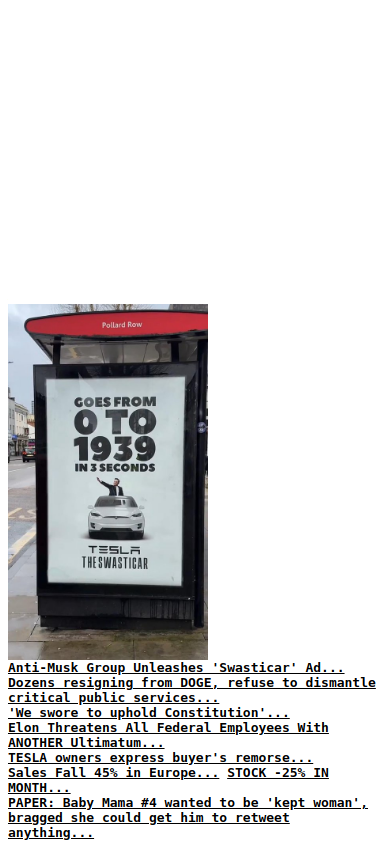 Pollard Row
GOES FROM
0 TO
1939
IN 3 SECONDS
TESLA
THE SWASTICAR
Anti-Musk Group Unleashes 'Swasticar' Ad...
Dozens resigning from DOGE, refuse to dismantle
critical public services...
'We swore to uphold Constitution'...
Elon Threatens All Federal Employees With
ANOTHER Ultimatum...
TESLA owners express buyer's remorse...
Sales Fall 45% in Europe... STOCK -25% IN
MONTH...
PAPER: Baby Mama #4 wanted to be 'kept woman',
bragged she could get him to retweet
anything...